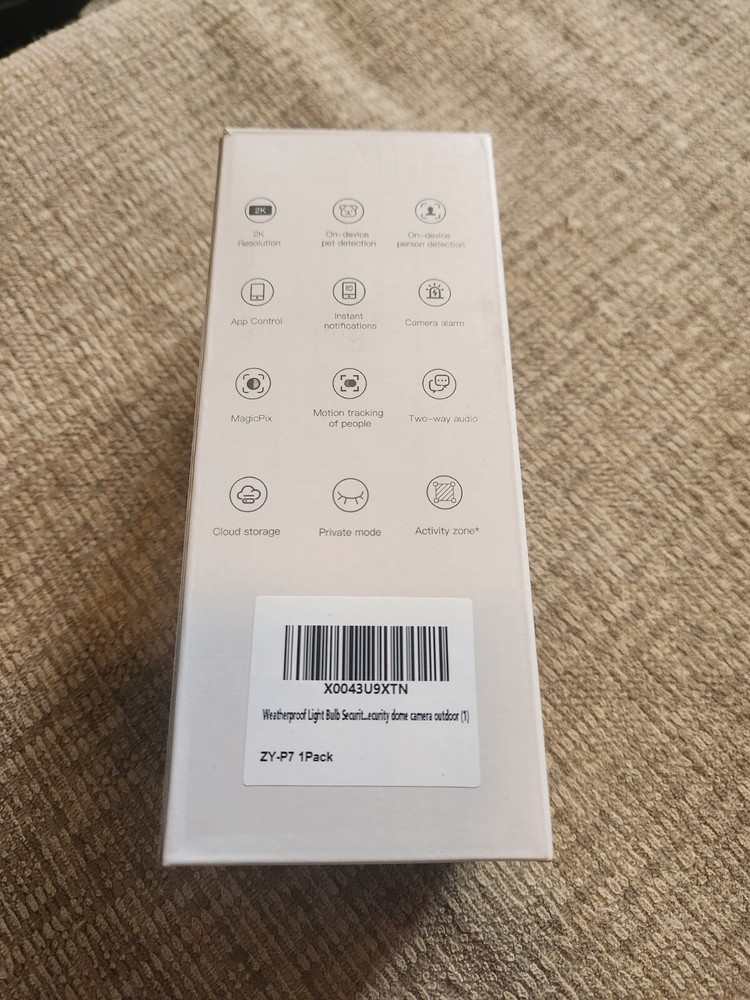 2K
2K
Resolution
On-device
pet detection
On-device
person detection
App Control
Instant
notifications
Camera alarm
MagicPix
Motion tracking
of people
Two-way audio
Cloud storage
Private mode
Activity zone*
X0043U9XTN
Weatherproof Light Bulb Securit...ecurity dome camera outdoor (1)
ZY-P7 1Pack